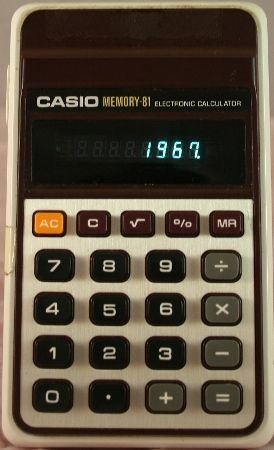 CASIO MEMORY-81 ELECTRONIC CALCULATOR
1967.
AC C √ % MR
7 8 9 ÷
4 5 6 ×
1 2 3 −
0 · + =